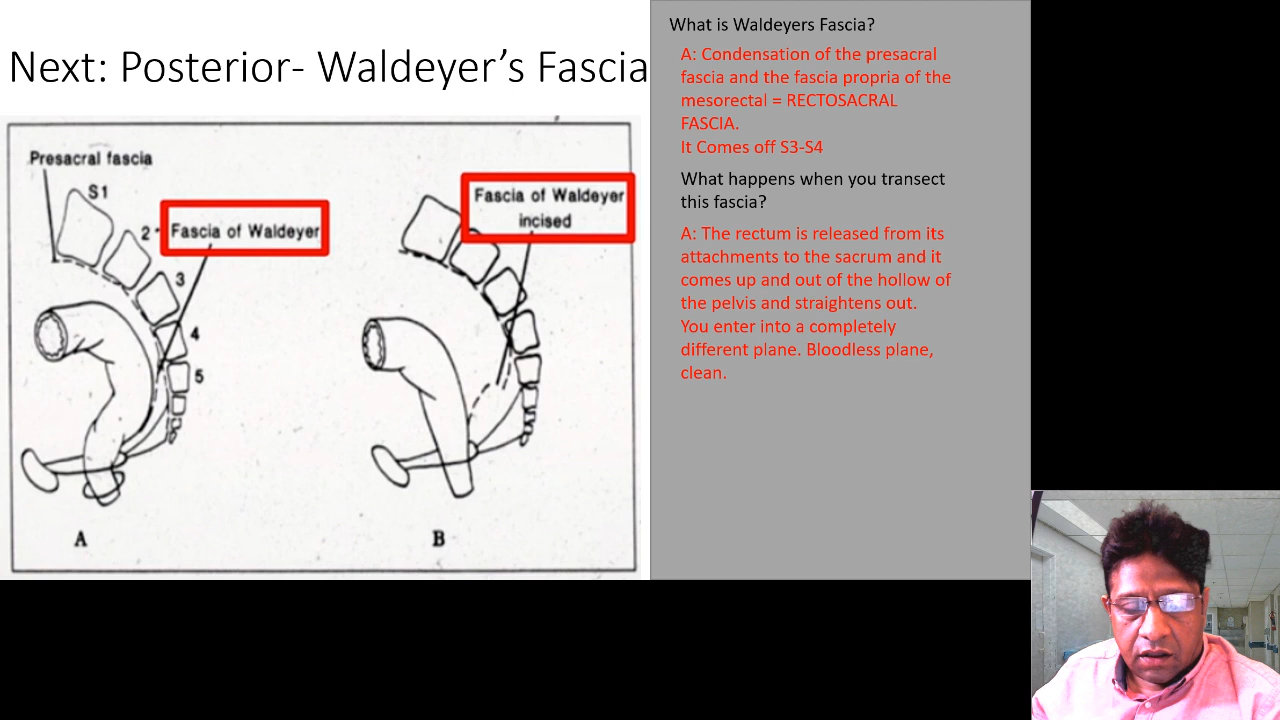 Next: Posterior- Waldeyer's Fascia
Presacral fascia
S1
2
Fascia of Waldeyer
3
4
5
A
Fascia of Waldeyer
incised
B
What is Waldeyers Fascia?
A: Condensation of the presacral
fascia and the fascia propria of the
mesorectal = RECTOSACRAL
FASCIA.
It Comes off S3-S4
What happens when you transect
this fascia?
A: The rectum is released from its
attachments to the sacrum and it
comes up and out of the hollow of
the pelvis and straightens out.
You enter into a completely
different plane. Bloodless plane,
clean.